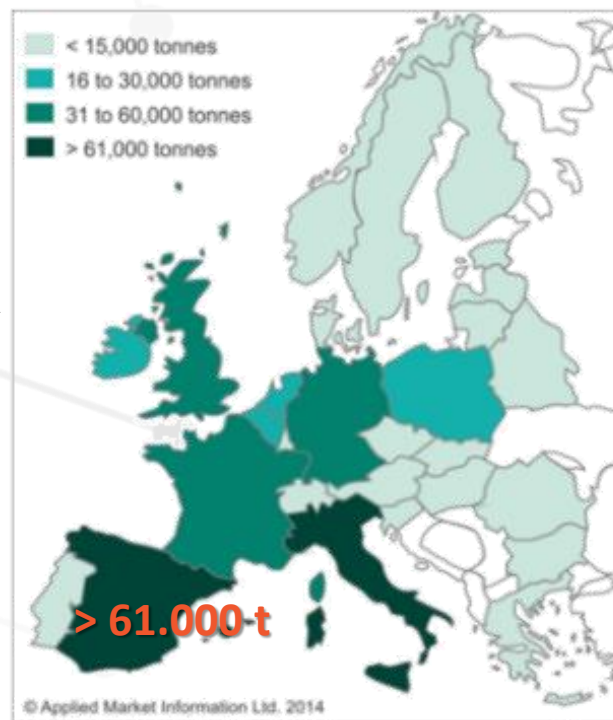 < 15,000 tonnes
16 to 30,000 tonnes
31 to 60,000 tonnes
> 61,000 tonnes
> 61.000 t
© Applied Market Information Ltd. 2014